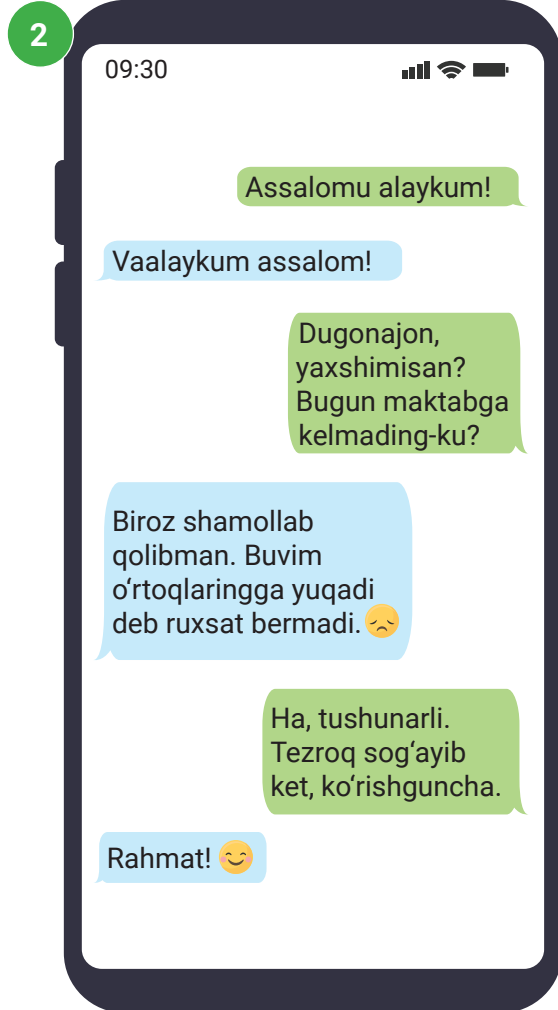 2
09:30
Assalomu alaykum!
Vaalaykum assalom!
Dugonajon,
yaxshimisan?
Bugun maktabga
kelmading-ku?
Biroz shamollab
qolibman. Buvim
o‘rtoqlaringga yuqadi
deb ruxsat bermadi.😞
Ha, tushunarli.
Tezroq sog‘ayib
ket, ko‘rishguncha.
Rahmat! 😊